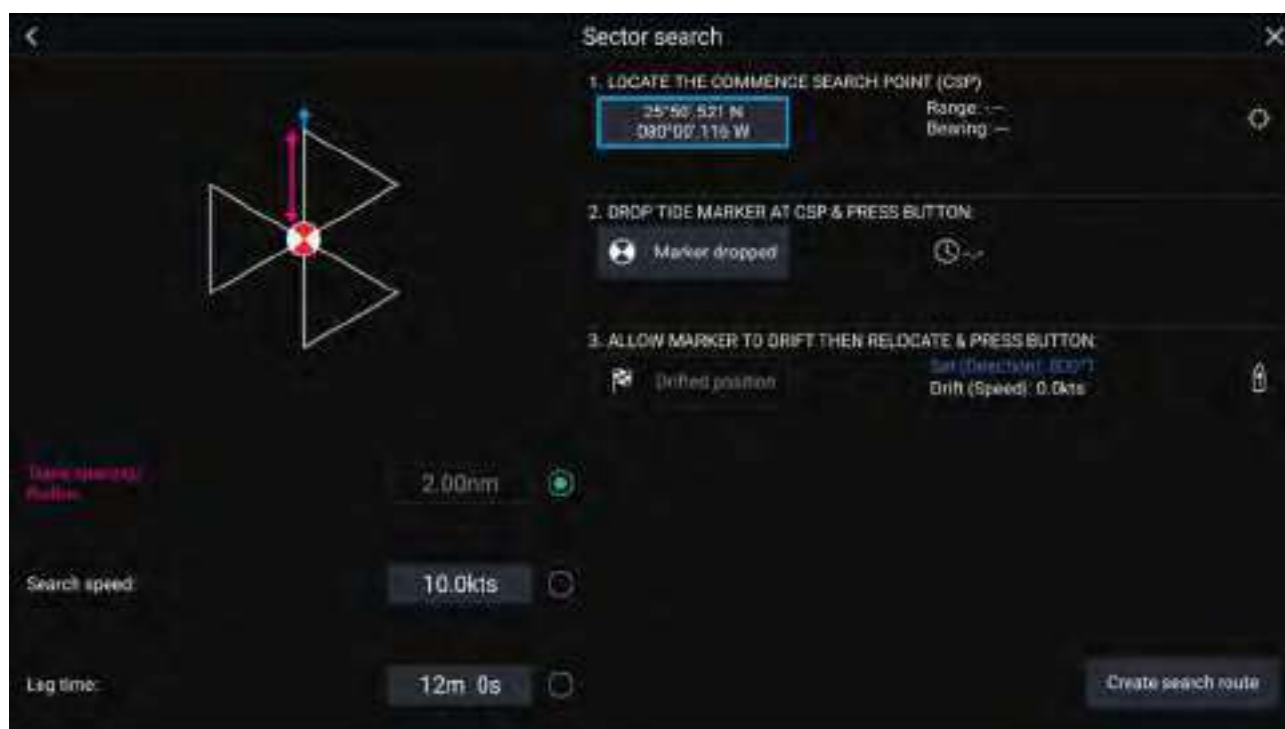 Sector search
1. LOCATE THE COMMENCE SEARCH POINT (CSP)
25°50'.521 N
080°00'.116 W
Range: ---
Bearing: ---
2. DROP TIDE MARKER AT CSP & PRESS BUTTON:
Marker dropped
3. ALLOW MARKER TO DRIFT THEN RELOCATE & PRESS BUTTON:
Drifted position
Set (Direction):
Drift (Speed): 0.0kts
2.00nm
Search speed:
10.0kts
Leg time:
12m 0s
Create search route